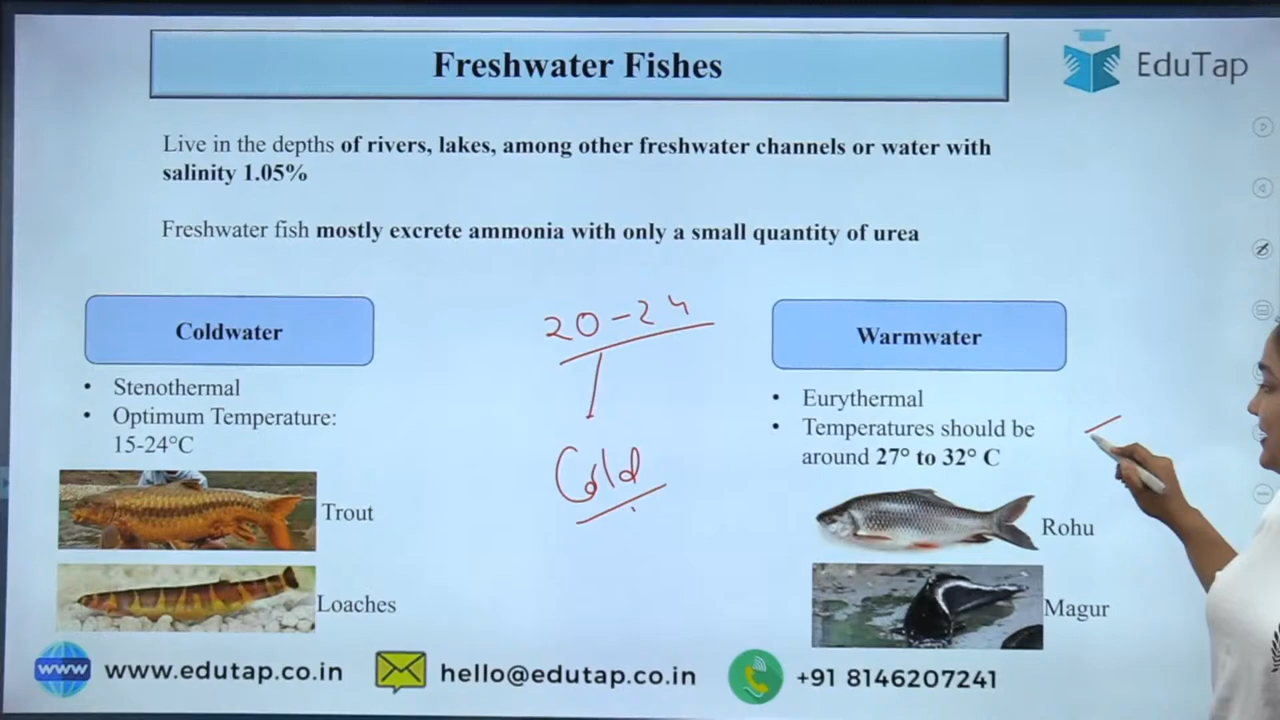 Freshwater Fishes
EduTap
Live in the depths of rivers, lakes, among other freshwater channels or water with
salinity 1.05%
Freshwater fish mostly excrete ammonia with only a small quantity of urea
20-24
Cold
Coldwater
• Stenothermal
• Optimum Temperature:
15-24°C
Trout
Loaches
Warmwater
• Eurythermal
• Temperatures should be
around 27° to 32° C
Rohu
Magur
www
www.edutap.co.in
hello@edutap.co.in
+91 8146207241